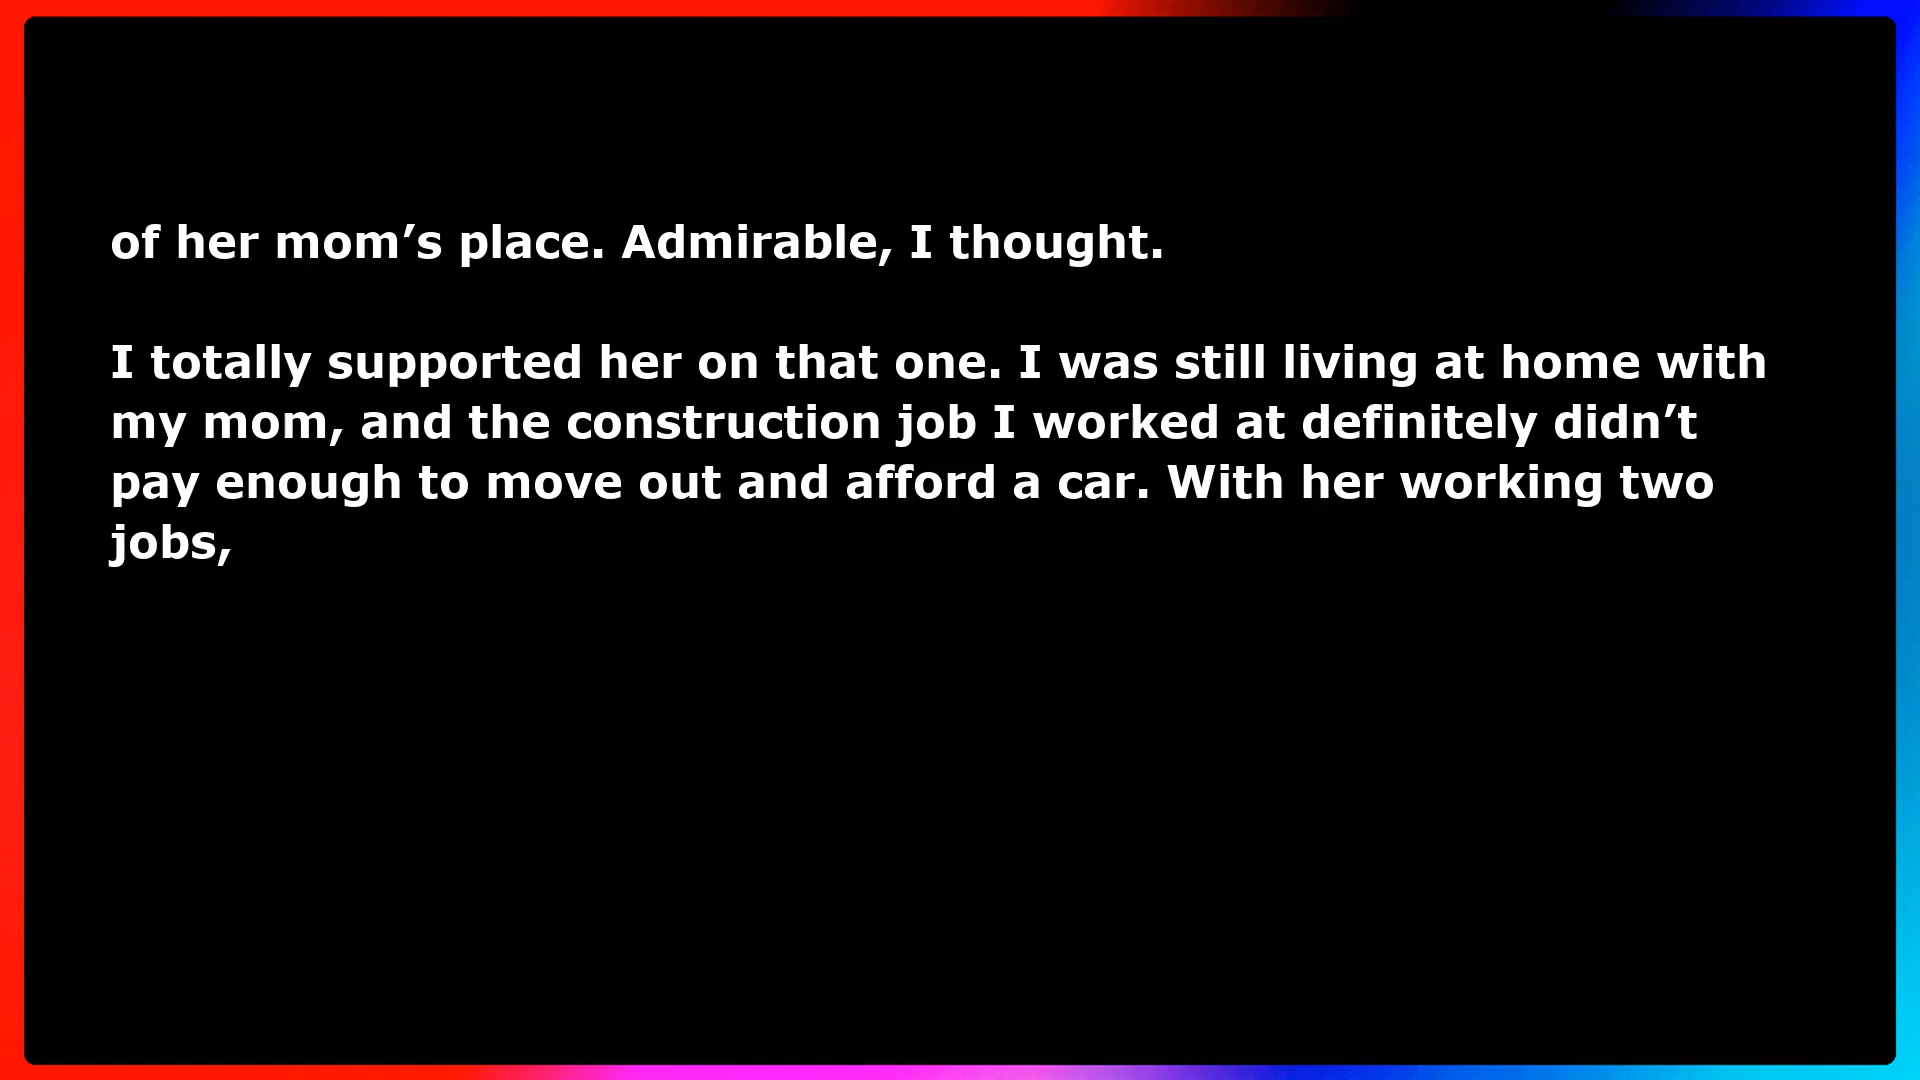 of her mom’s place. Admirable, I thought.
I totally supported her on that one. I was still living at home with
my mom, and the construction job I worked at definitely didn’t
pay enough to move out and afford a car. With her working two
jobs,